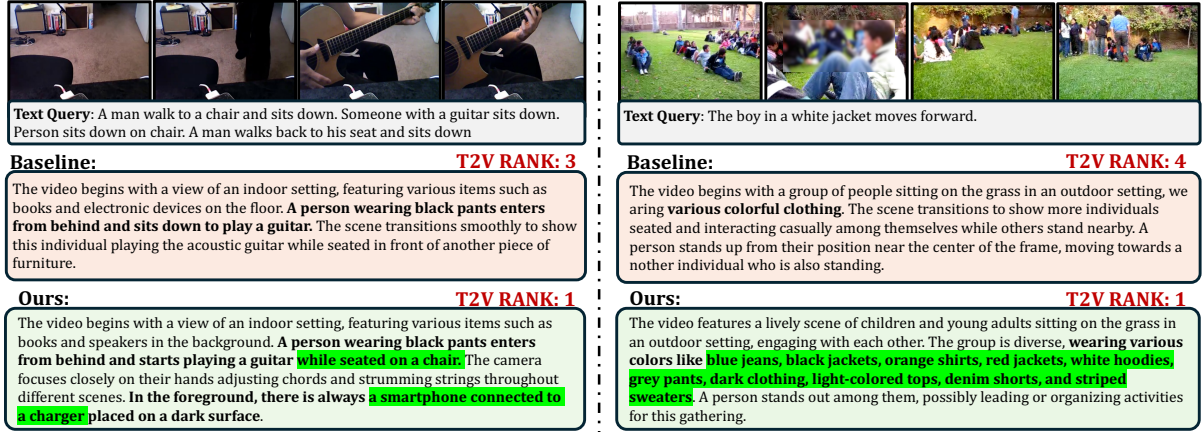 Text Query: A man walk to a chair and sits down. Someone with a guitar sits down.
Person sits down on chair. A man walks back to his seat and sits down
Baseline:
T2V RANK: 3
The video begins with a view of an indoor setting, featuring various items such as
books and electronic devices on the floor. A person wearing black pants enters
from behind and sits down to play a guitar. The scene transitions smoothly to show
this individual playing the acoustic guitar while seated in front of another piece of
furniture.
Ours:
T2V RANK: 1
The video begins with a view of an indoor setting, featuring various items such as
books and speakers in the background. A person wearing black pants enters
from behind and starts playing a guitar while seated on a chair. The camera
focuses closely on their hands adjusting chords and strumming strings throughout
different scenes. In the foreground, there is always a smartphone connected to
a charger placed on a dark surface.
Text Query: The boy in a white jacket moves forward.
Baseline:
T2V RANK: 4
The video begins with a group of people sitting on the grass in an outdoor setting, we
aring various colorful clothing. The scene transitions to show more individuals
seated and interacting casually among themselves while others stand nearby. A
person stands up from their position near the center of the frame, moving towards a
nother individual who is also standing.
Ours:
T2V RANK: 1
The video features a lively scene of children and young adults sitting on the grass in
an outdoor setting, engaging with each other. The group is diverse, wearing various
colors like blue jeans, black jackets, orange shirts, red jackets, white hoodies,
grey pants, dark clothing, light-colored tops, denim shorts, and striped
sweaters. A person stands out among them, possibly leading or organizing activities
for this gathering.